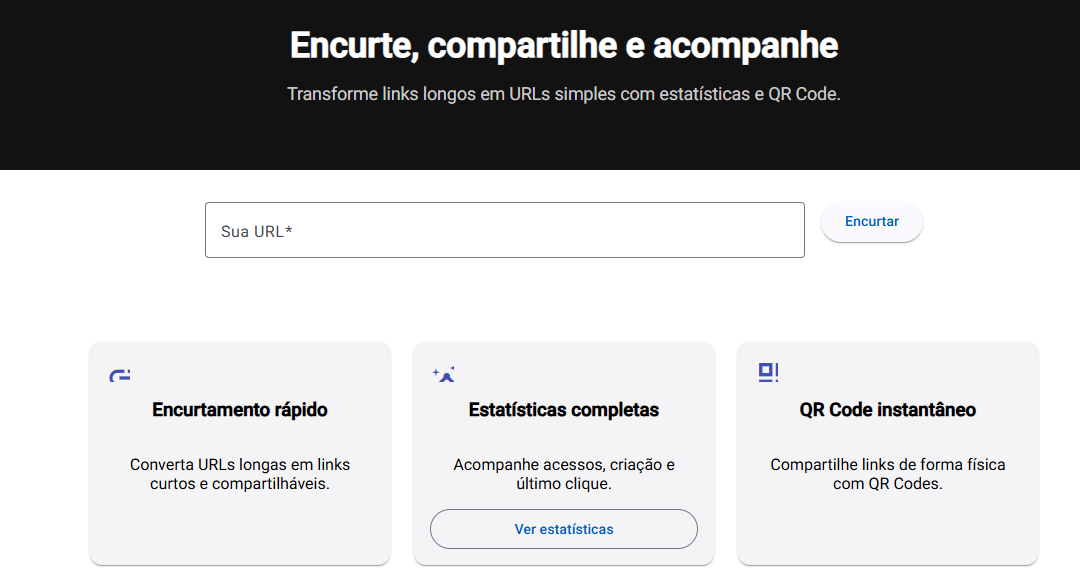 Encurte, compartilhe e acompanhe
Transforme links longos em URLs simples com estatísticas e QR Code.
Sua URL*
Encurtar
Encurtamento rápido
Converta URLs longas em links
curtos e compartilháveis.
Estatísticas completas
Acompanhe acessos, criação e
último clique.
Ver estatísticas
QR Code instantâneo
Compartilhe links de forma física
com QR Codes.